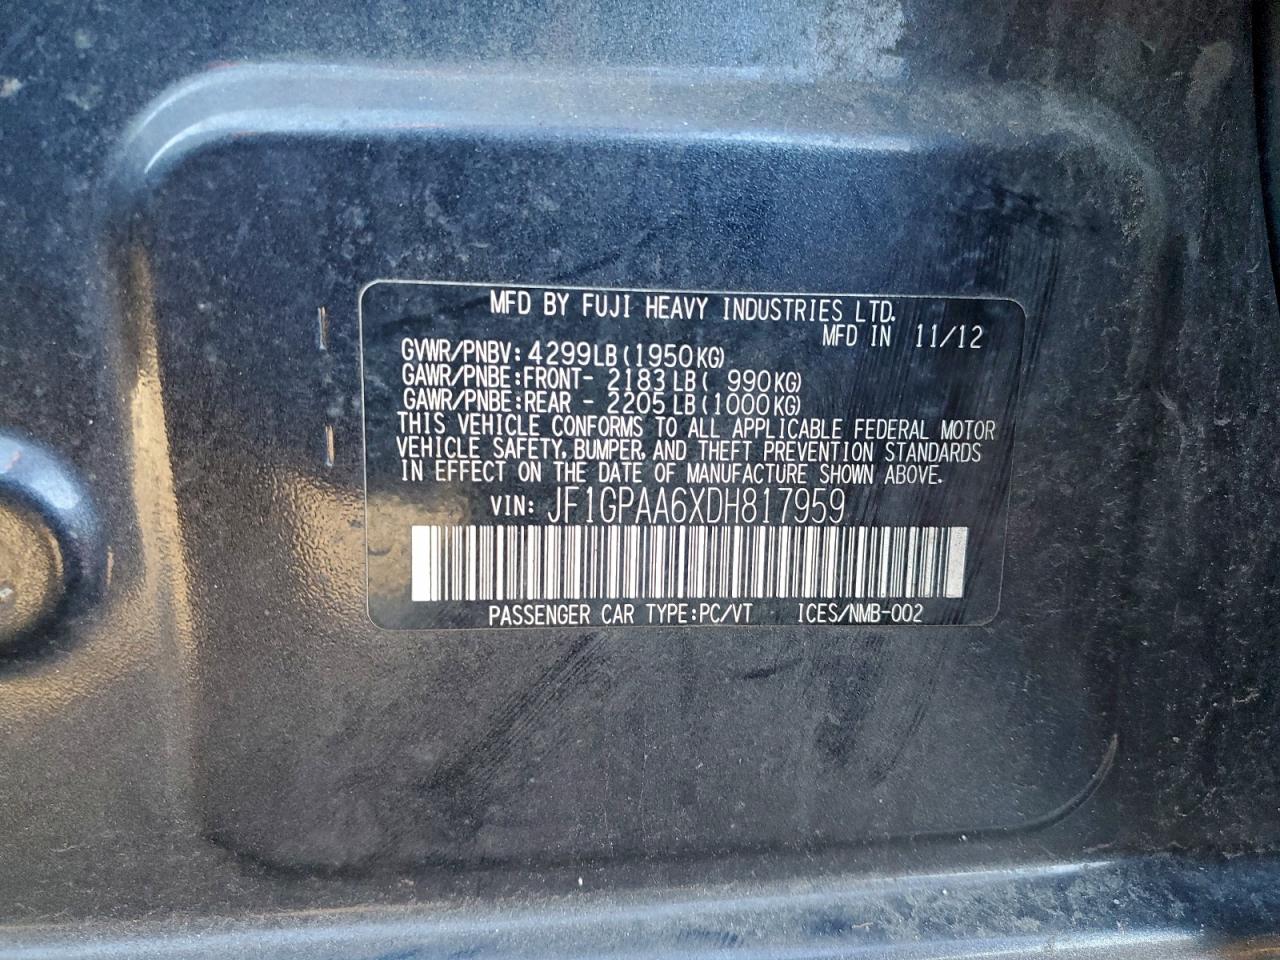 MFD BY FUJI HEAVY INDUSTRIES LTD.
MFD IN 11/12
GVWR/PNBV: 4299LB(1950KG)
GAWR/PNBE:FRONT- 2183LB( 990KG)
GAWR/PNBE:REAR - 2205LB(1000KG)
THIS VEHICLE CONFORMS TO ALL APPLICABLE FEDERAL MOTOR
VEHICLE SAFETY, BUMPER, AND THEFT PREVENTION STANDARDS
IN EFFECT ON THE DATE OF MANUFACTURE SHOWN ABOVE.
VIN: JF1GPAA6XDH817959
PASSENGER CAR TYPE:PC/VT ICES/NMB-002